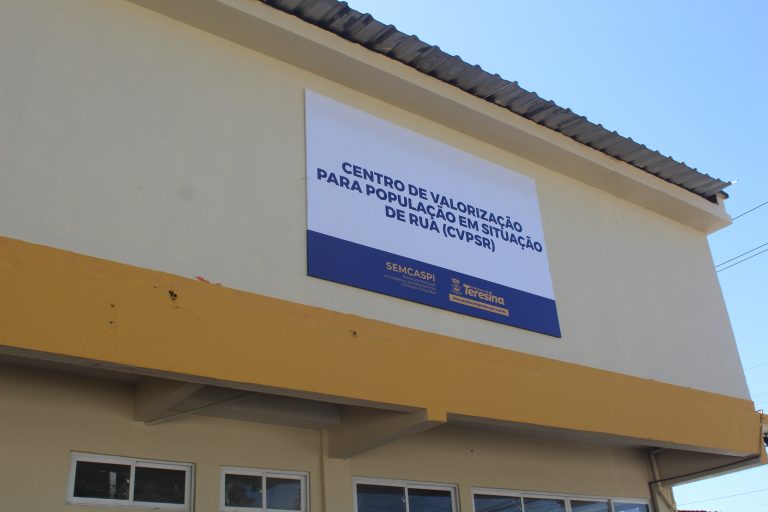 CENTRO DE VALORIZAÇÃO
PARA POPULAÇÃO EM SITUAÇÃO
DE RUA (CVPSR)
SEMCASPI
Teresina